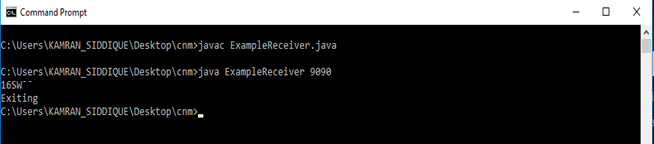 Command Prompt
C:\Users\KAMRAN_SIDDIQUE\Desktop\cnm>javac ExampleReceiver.java
C:\Users\KAMRAN_SIDDIQUE\Desktop\cnm>java ExampleReceiver 9090
16SW¯¯
Exiting
C:\Users\KAMRAN_SIDDIQUE\Desktop\cnm>